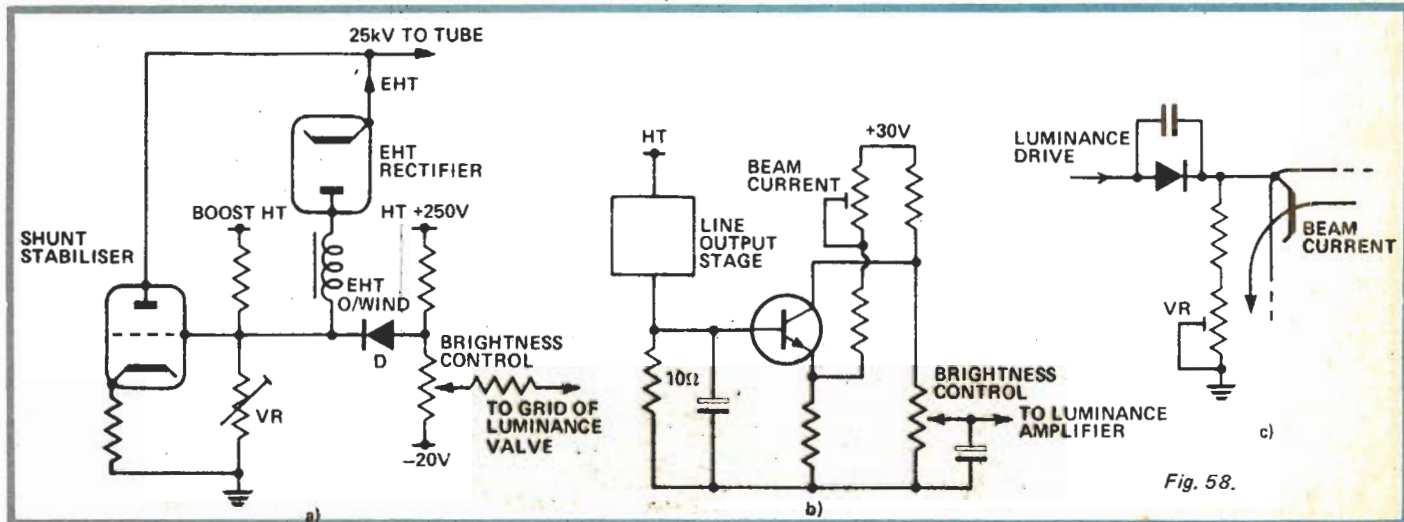 25kV TO TUBE
EHT
EHT
RECTIFIER
BOOST HT
HT +250V
SHUNT
STABILISER
EHT
O/WIND
D
BRIGHTNESS
CONTROL
VR
TO GRID OF
LUMINANCE
VALVE
−20V
a)
HT
+30V
BEAM
CURRENT
LINE
OUTPUT
STAGE
10Ω
BRIGHTNESS
CONTROL
TO LUMINANCE
AMPLIFIER
b)
LUMINANCE
DRIVE
BEAM
CURRENT
VR
c)
Fig. 58.